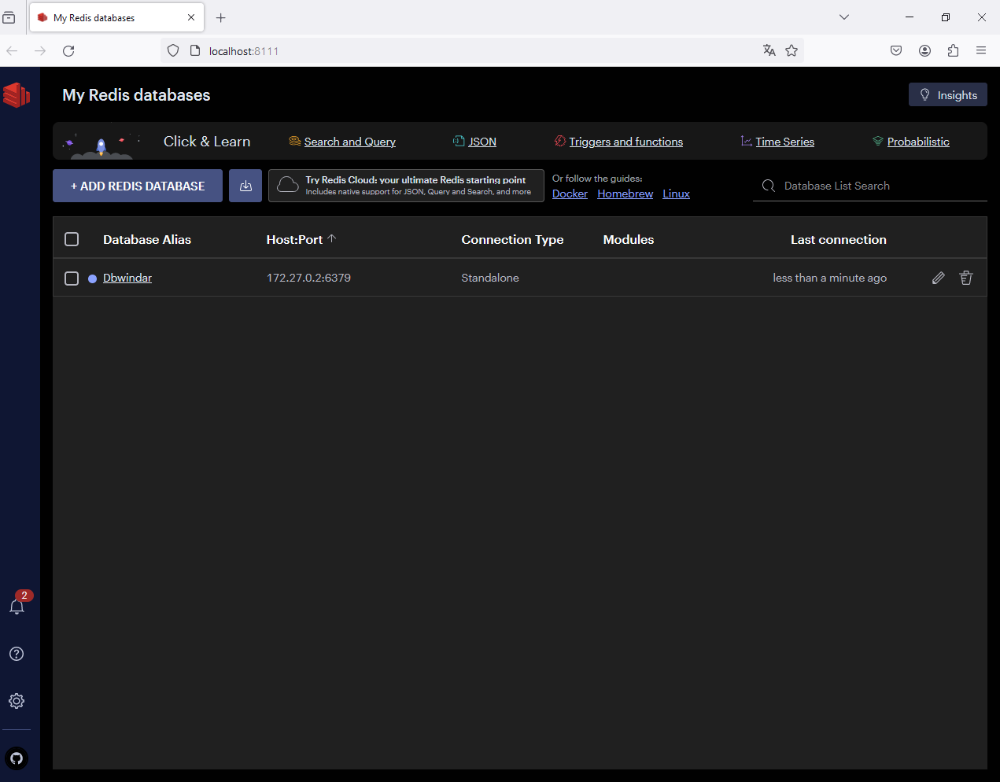 My Redis databases
localhost:8111
My Redis databases
Insights
Click & Learn
Search and Query
JSON
Triggers and functions
Time Series
Probabilistic
+ ADD REDIS DATABASE
Try Redis Cloud: your ultimate Redis starting point
Includes native support for JSON, Query and Search, and more
Or follow the guides:
Docker Homebrew Linux
Database List Search
Database Alias Host:Port Connection Type Modules Last connection
Dbwindar 172.27.0.2:6379 Standalone less than a minute ago
2